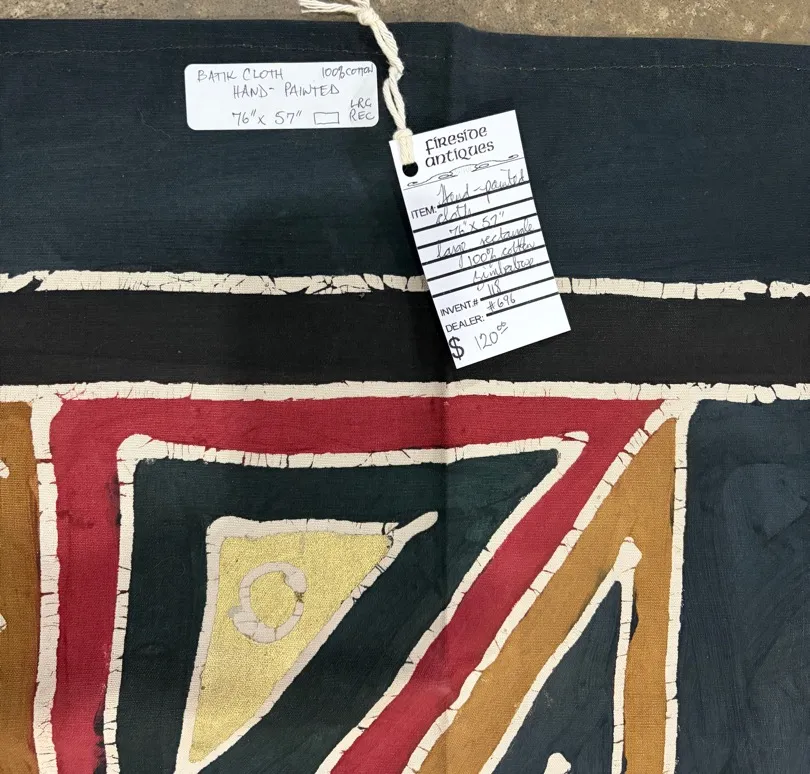 BATIK CLOTH 100% COTTON
HAND-PAINTED
76" x 57" LRG
REC
fireside
antiques
ITEM: Hand-painted
cloth
76" x 57"
large rectangle
100% cotton
Zimbabwe
INVENT.# 118
DEALER: #696
$ 120.00